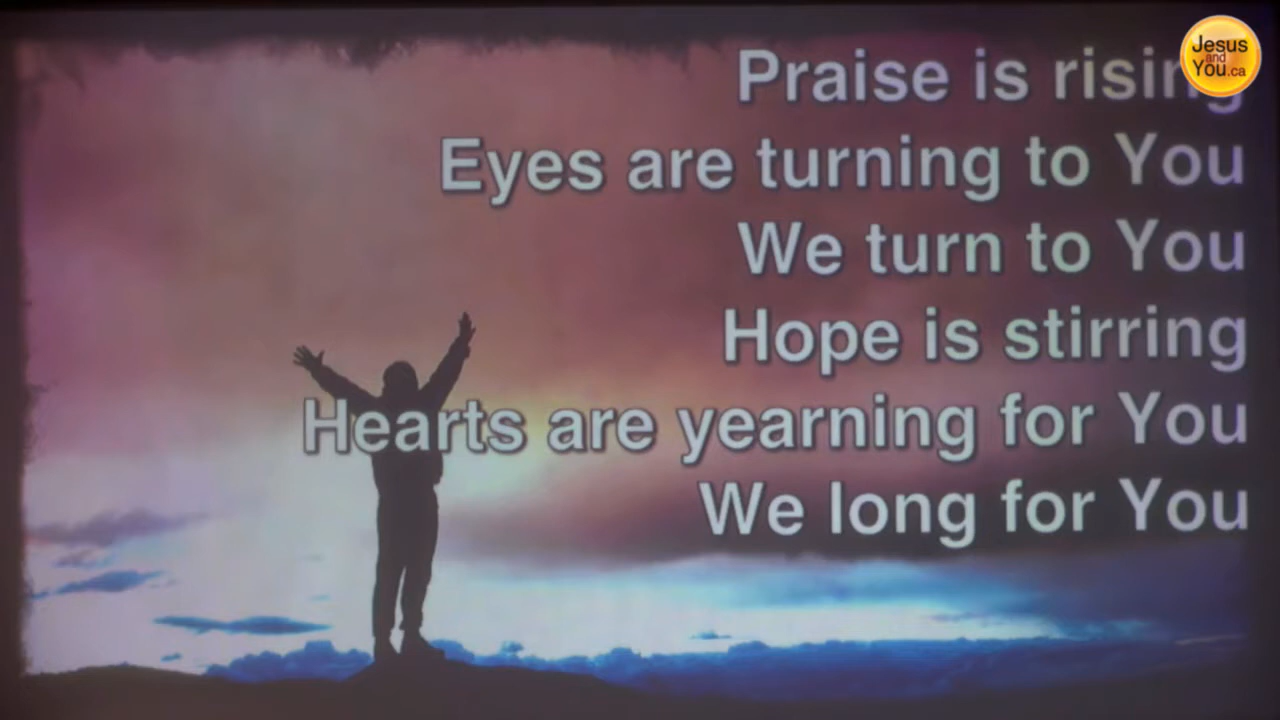 Praise is rising
Eyes are turning to You
We turn to You
Hope is stirring
Hearts are yearning for You
We long for You
Jesus
and
You.ca